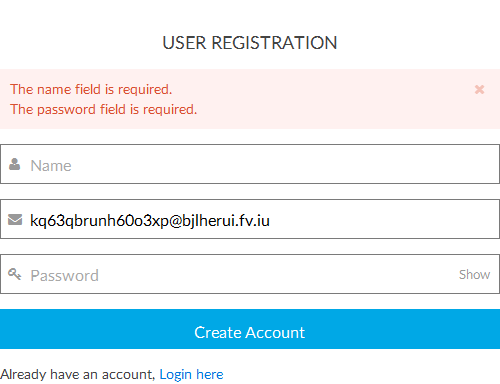 USER REGISTRATION
The name field is required.
The password field is required.
Name
kq63qbrunh60o3xp@bjlherui.fv.iu
Password Show
Create Account
Already have an account, Login here